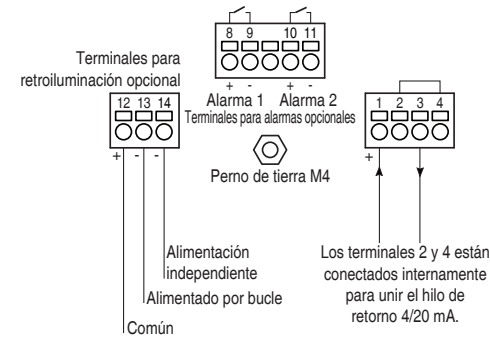 8 9 10 11
+ - + -
Alarma 1 Alarma 2
Terminales para alarmas opcionales
Terminales para
retroiluminación opcional
12 13 14
+ - -
Perno de tierra M4
1 2 3 4
+
Alimentación
independiente
Alimentado por bucle
Común
Los terminales 2 y 4 están
conectados internamente
para unir el hilo de
retorno 4/20 mA.